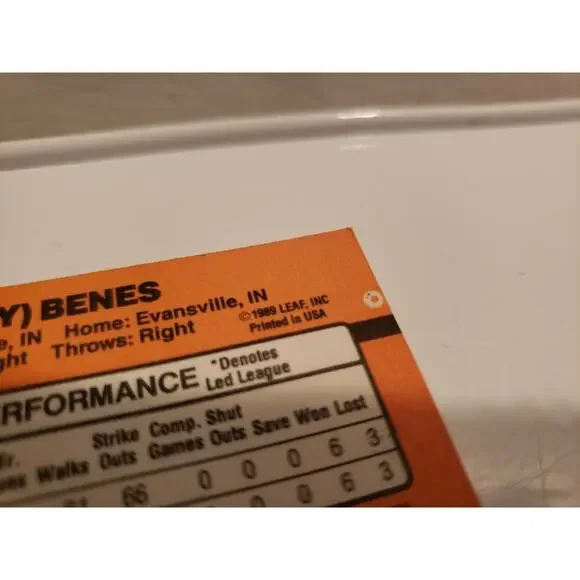 Y) BENES
, IN Home: Evansville, IN
ght Throws: Right
© 1989 LEAF, INC
Printed in USA
RFORMANCE *Denotes
Led League
Strike Comp. Shut
Walks Outs Games Outs Save Won Lost
66 0 0 0 6 3
0 0 6 3